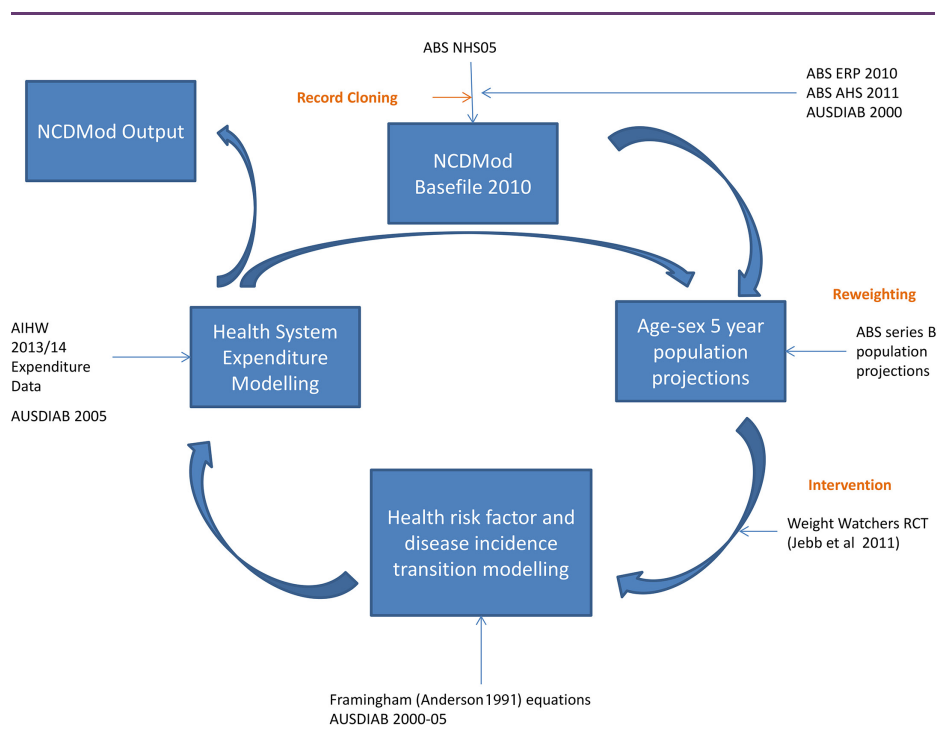 ABS NHS05
Record Cloning
ABS ERP 2010
ABS AHS 2011
AUSDIAB 2000
NCDMod Output
NCDMod
Basefile 2010
Reweighting
ABS series B
population
projections
Age-sex 5 year
population
projections
Health System
Expenditure
Modelling
AIHW
2013/14
Expenditure
Data
AUSDIAB 2005
Intervention
Weight Watchers RCT
(Jebb et al 2011)
Health risk factor and
disease incidence
transition modelling
Framingham (Anderson 1991) equations
AUSDIAB 2000-05